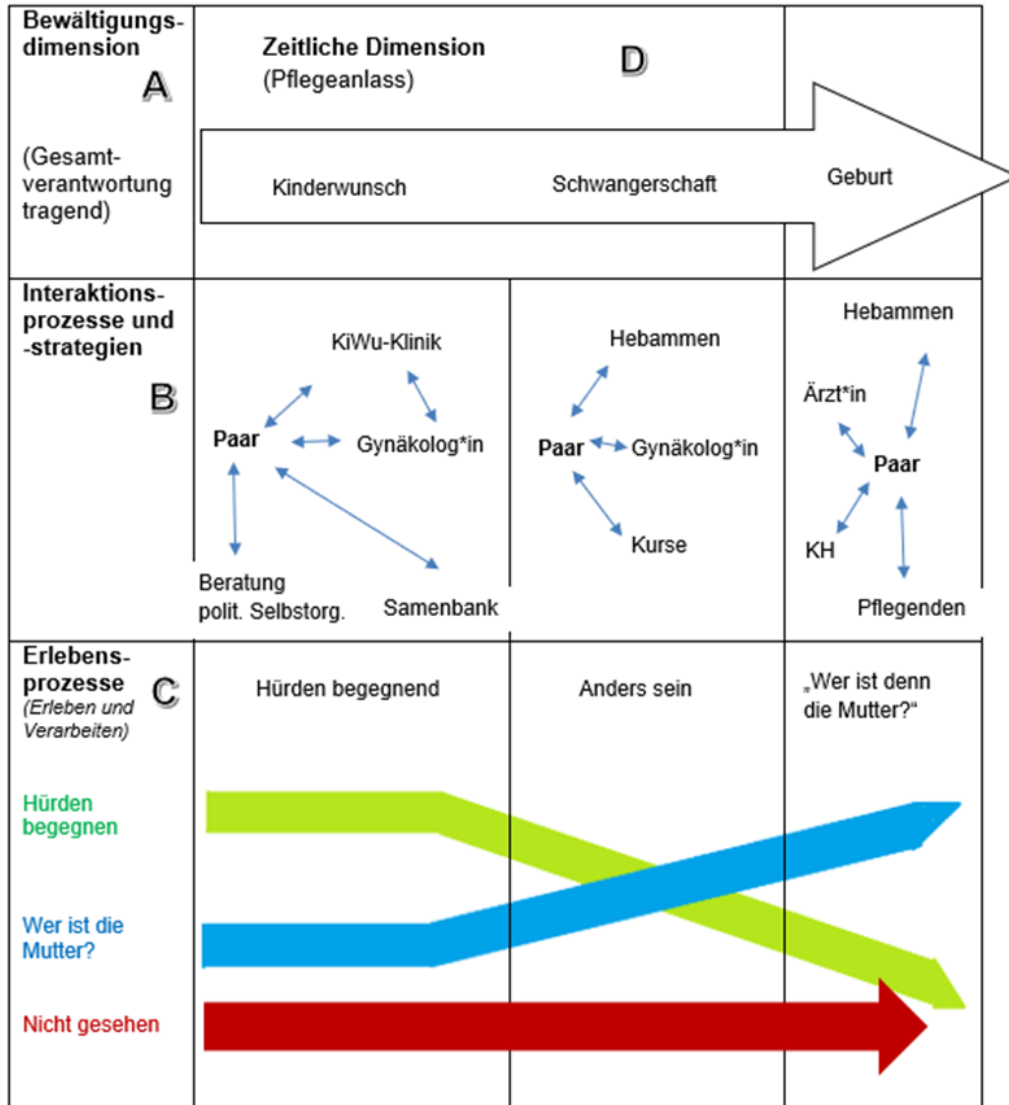 Bewältigungs-
dimension
A
(Gesamt-
verantwortung
tragend)
Zeitliche Dimension
(Pflegeanlass)
D
Kinderwunsch
Schwangerschaft
Geburt
Interaktions-
prozesse und
-strategien
B
KiWu-Klinik
Paar
Gynäkolog*in
Beratung
polit. Selbstorg.
Samenbank
Hebammen
Paar
Gynäkolog*in
Kurse
Hebammen
Ärzt*in
Paar
KH
Pflegenden
Erlebens-
prozesse
(Erleben und
Verarbeiten)
C
Hürden begegnend
Anders sein
„Wer ist denn
die Mutter?“
Hürden
begegnen
Wer ist die
Mutter?
Nicht gesehen